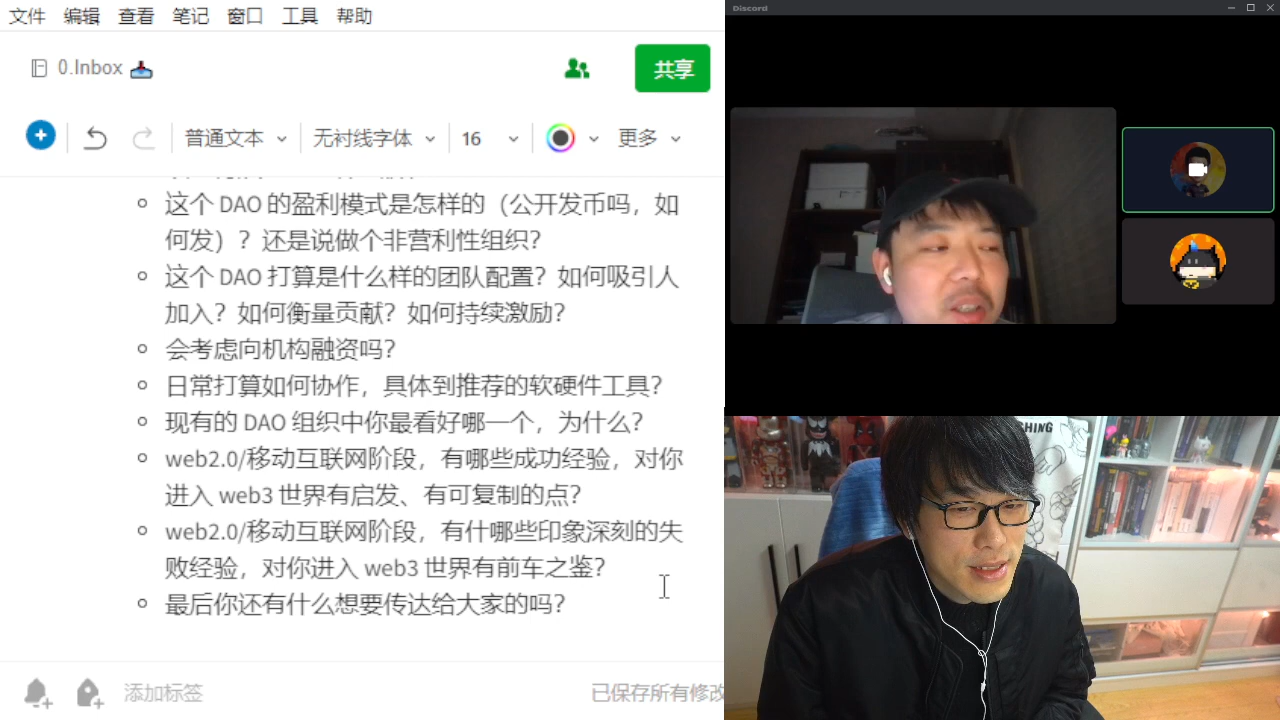 文件 编辑 查看 笔记 窗口 工具 帮助
0.Inbox
共享
普通文本 无衬线字体 16 更多
这个 DAO 的盈利模式是怎样的（公开发币吗，如
何发）？还是说做个非营利性组织？
这个 DAO 打算是什么样的团队配置？如何吸引人
加入？如何衡量贡献？如何持续激励？
会考虑向机构融资吗？
日常打算如何协作，具体到推荐的软硬件工具？
现有的 DAO 组织中你最看好哪一个，为什么？
web2.0/移动互联网阶段，有哪些成功经验，对你
进入 web3 世界有启发、有可复制的点？
web2.0/移动互联网阶段，有什哪些印象深刻的失
败经验，对你进入 web3 世界有前车之鉴？
最后你还有什么想要传达给大家的吗？
添加标签
已保存所有修改
Discord
HING